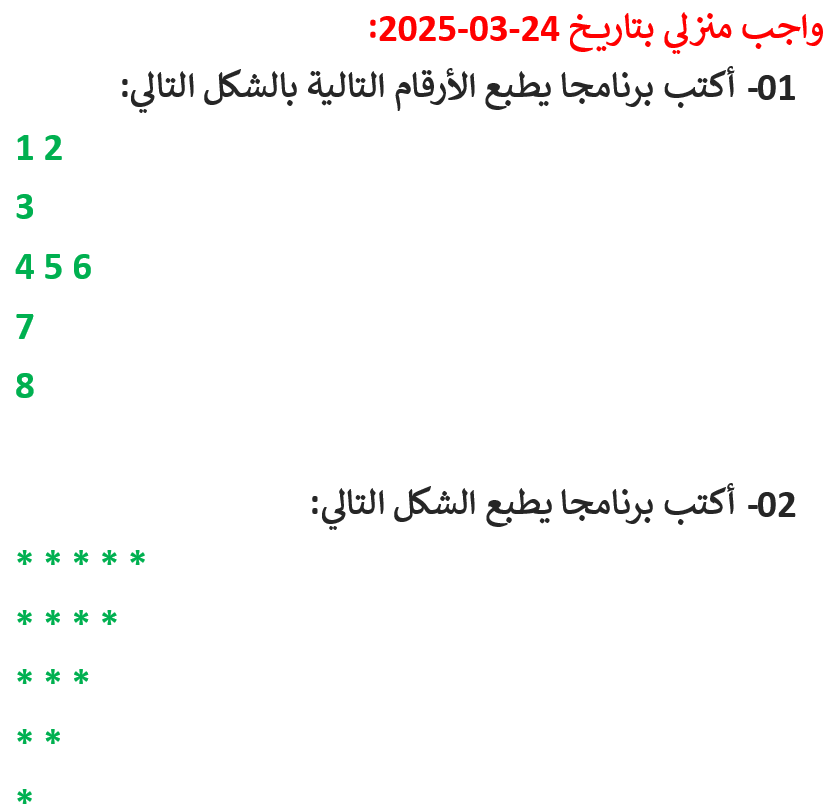 واجب منزلي بتاريخ 24-03-2025:
01- أكتب برنامجا يطبع الأرقام التالية بالشكل التالي:
1 2
3
4 5 6
7
8
02- أكتب برنامجا يطبع الشكل التالي:
* * * * *
* * * *
* * *
* *
*